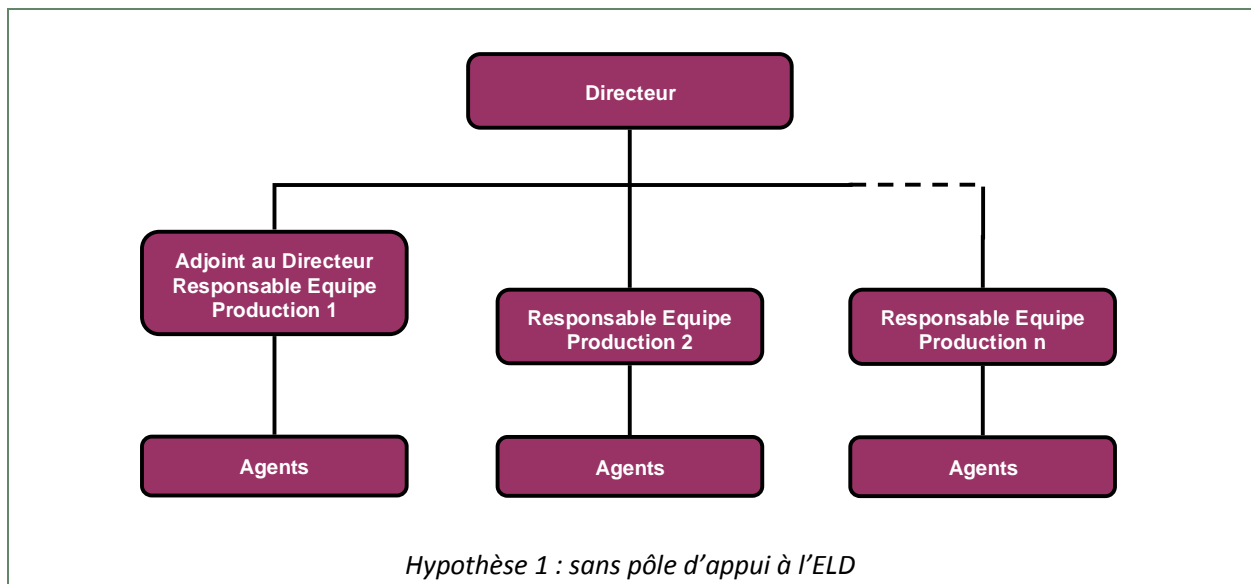 Directeur
Adjoint au Directeur
Responsable Equipe
Production 1
Responsable Equipe
Production 2
Responsable Equipe
Production n
Agents
Agents
Agents
Hypothèse 1 : sans pôle d’appui à l’ELD